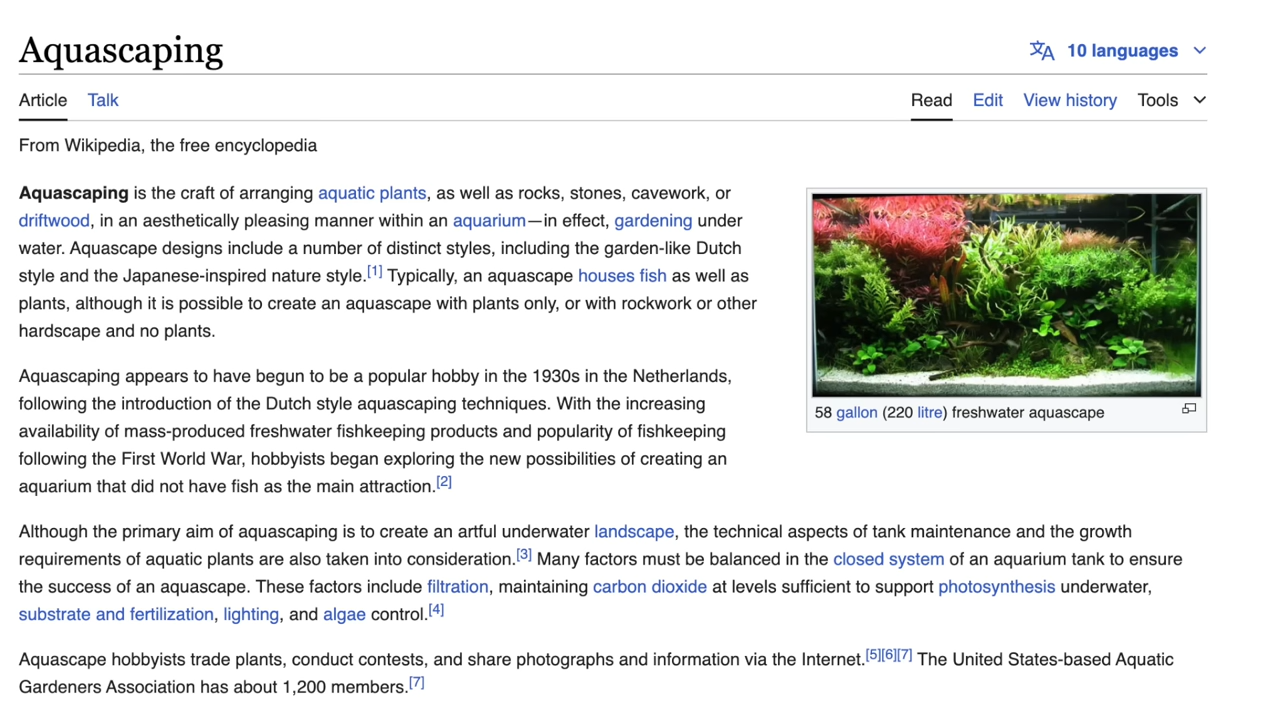 Aquascaping
10 languages
Article Talk
Read Edit View history Tools
From Wikipedia, the free encyclopedia
Aquascaping is the craft of arranging aquatic plants, as well as rocks, stones, cavework, or
driftwood, in an aesthetically pleasing manner within an aquarium—in effect, gardening under
water. Aquascape designs include a number of distinct styles, including the garden-like Dutch
style and the Japanese-inspired nature style.[1] Typically, an aquascape houses fish as well as
plants, although it is possible to create an aquascape with plants only, or with rockwork or other
hardscape and no plants.
58 gallon (220 litre) freshwater aquascape
Aquascaping appears to have begun to be a popular hobby in the 1930s in the Netherlands,
following the introduction of the Dutch style aquascaping techniques. With the increasing
availability of mass-produced freshwater fishkeeping products and popularity of fishkeeping
following the First World War, hobbyists began exploring the new possibilities of creating an
aquarium that did not have fish as the main attraction.[2]
Although the primary aim of aquascaping is to create an artful underwater landscape, the technical aspects of tank maintenance and the growth
requirements of aquatic plants are also taken into consideration.[3] Many factors must be balanced in the closed system of an aquarium tank to ensure
the success of an aquascape. These factors include filtration, maintaining carbon dioxide at levels sufficient to support photosynthesis underwater,
substrate and fertilization, lighting, and algae control.[4]
Aquascape hobbyists trade plants, conduct contests, and share photographs and information via the Internet.[5][6][7] The United States-based Aquatic
Gardeners Association has about 1,200 members.[7]